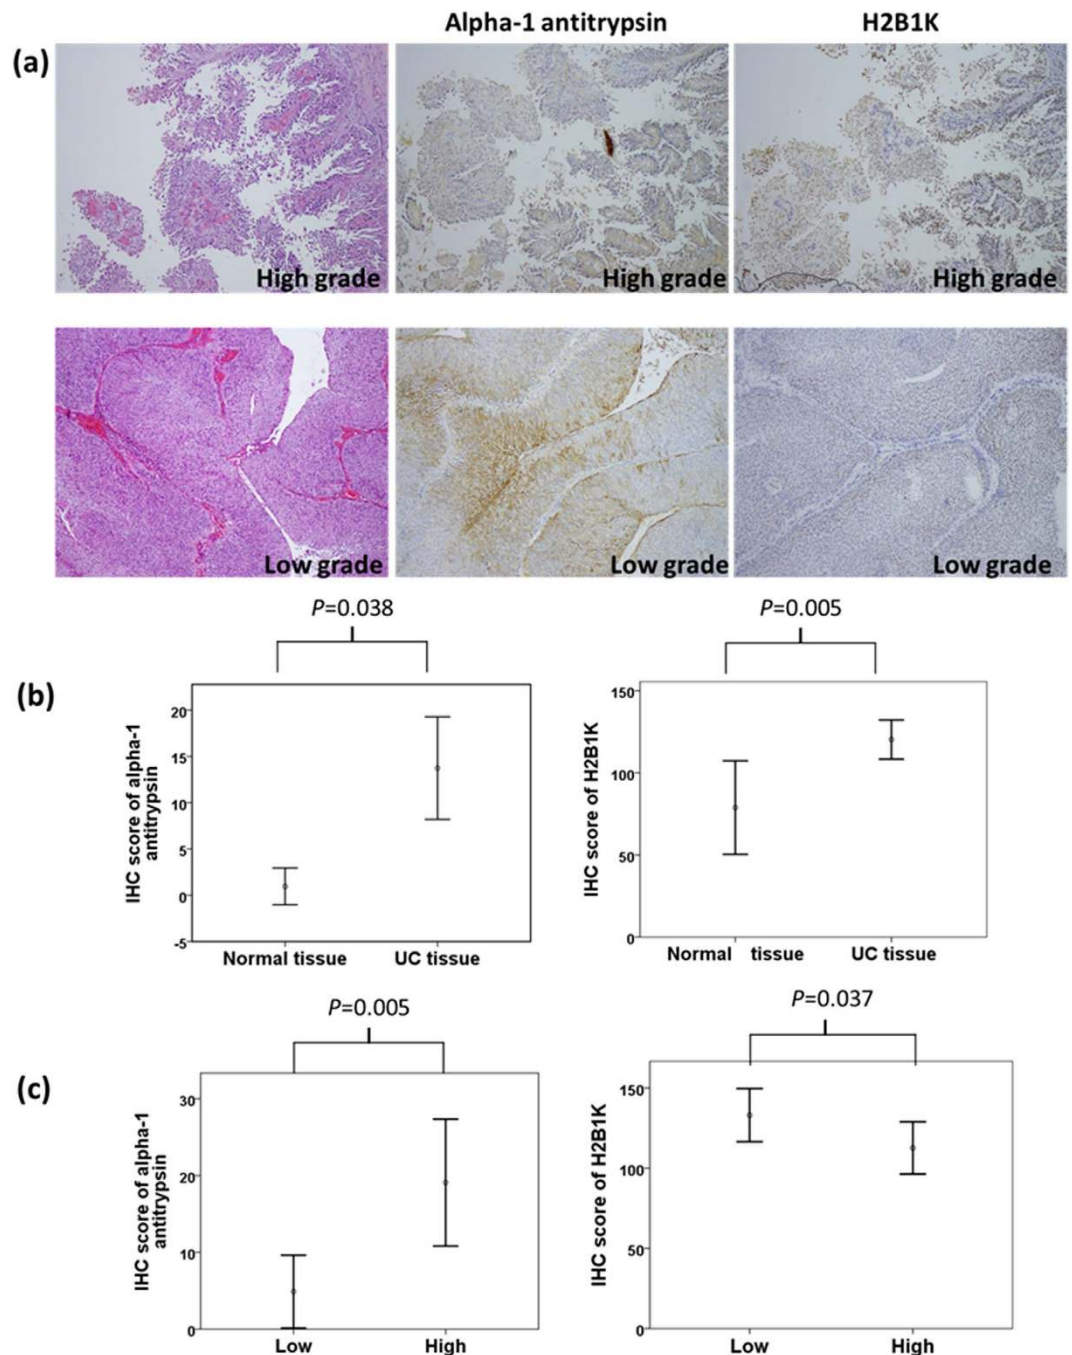 Alpha-1 antitrypsin H2B1K
(a)
High grade High grade High grade
Low grade Low grade Low grade
P=0.038 P=0.005
(b)
IHC score of alpha-1
antitrypsin
20
15
10
5
0
-5
Normal tissue UC tissue
IHC score of H2B1K
150
100
50
0
Normal tissue UC tissue
P=0.005 P=0.037
(c)
IHC score of alpha-1
antitrypsin
30
20
10
0
Low High
IHC score of H2B1K
150
100
50
0
Low High